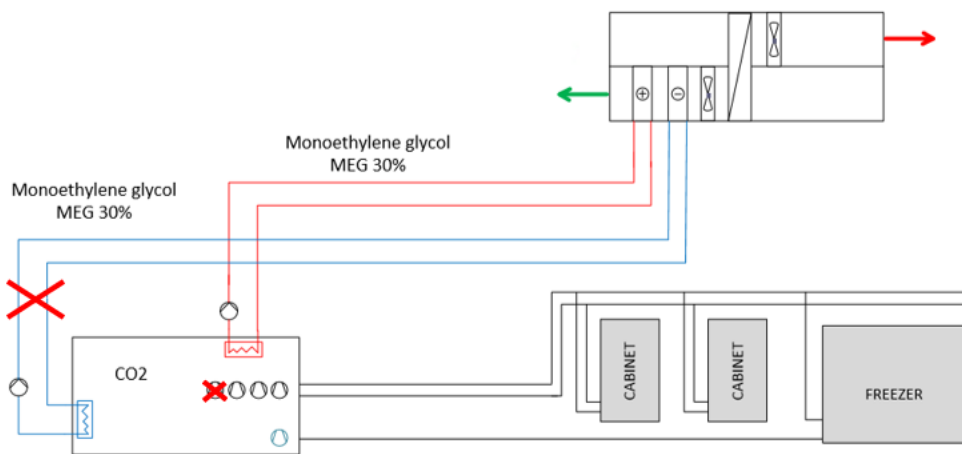 Monoethylene glycol
MEG 30%
Monoethylene glycol
MEG 30%
CO2
CABINET
CABINET
FREEZER